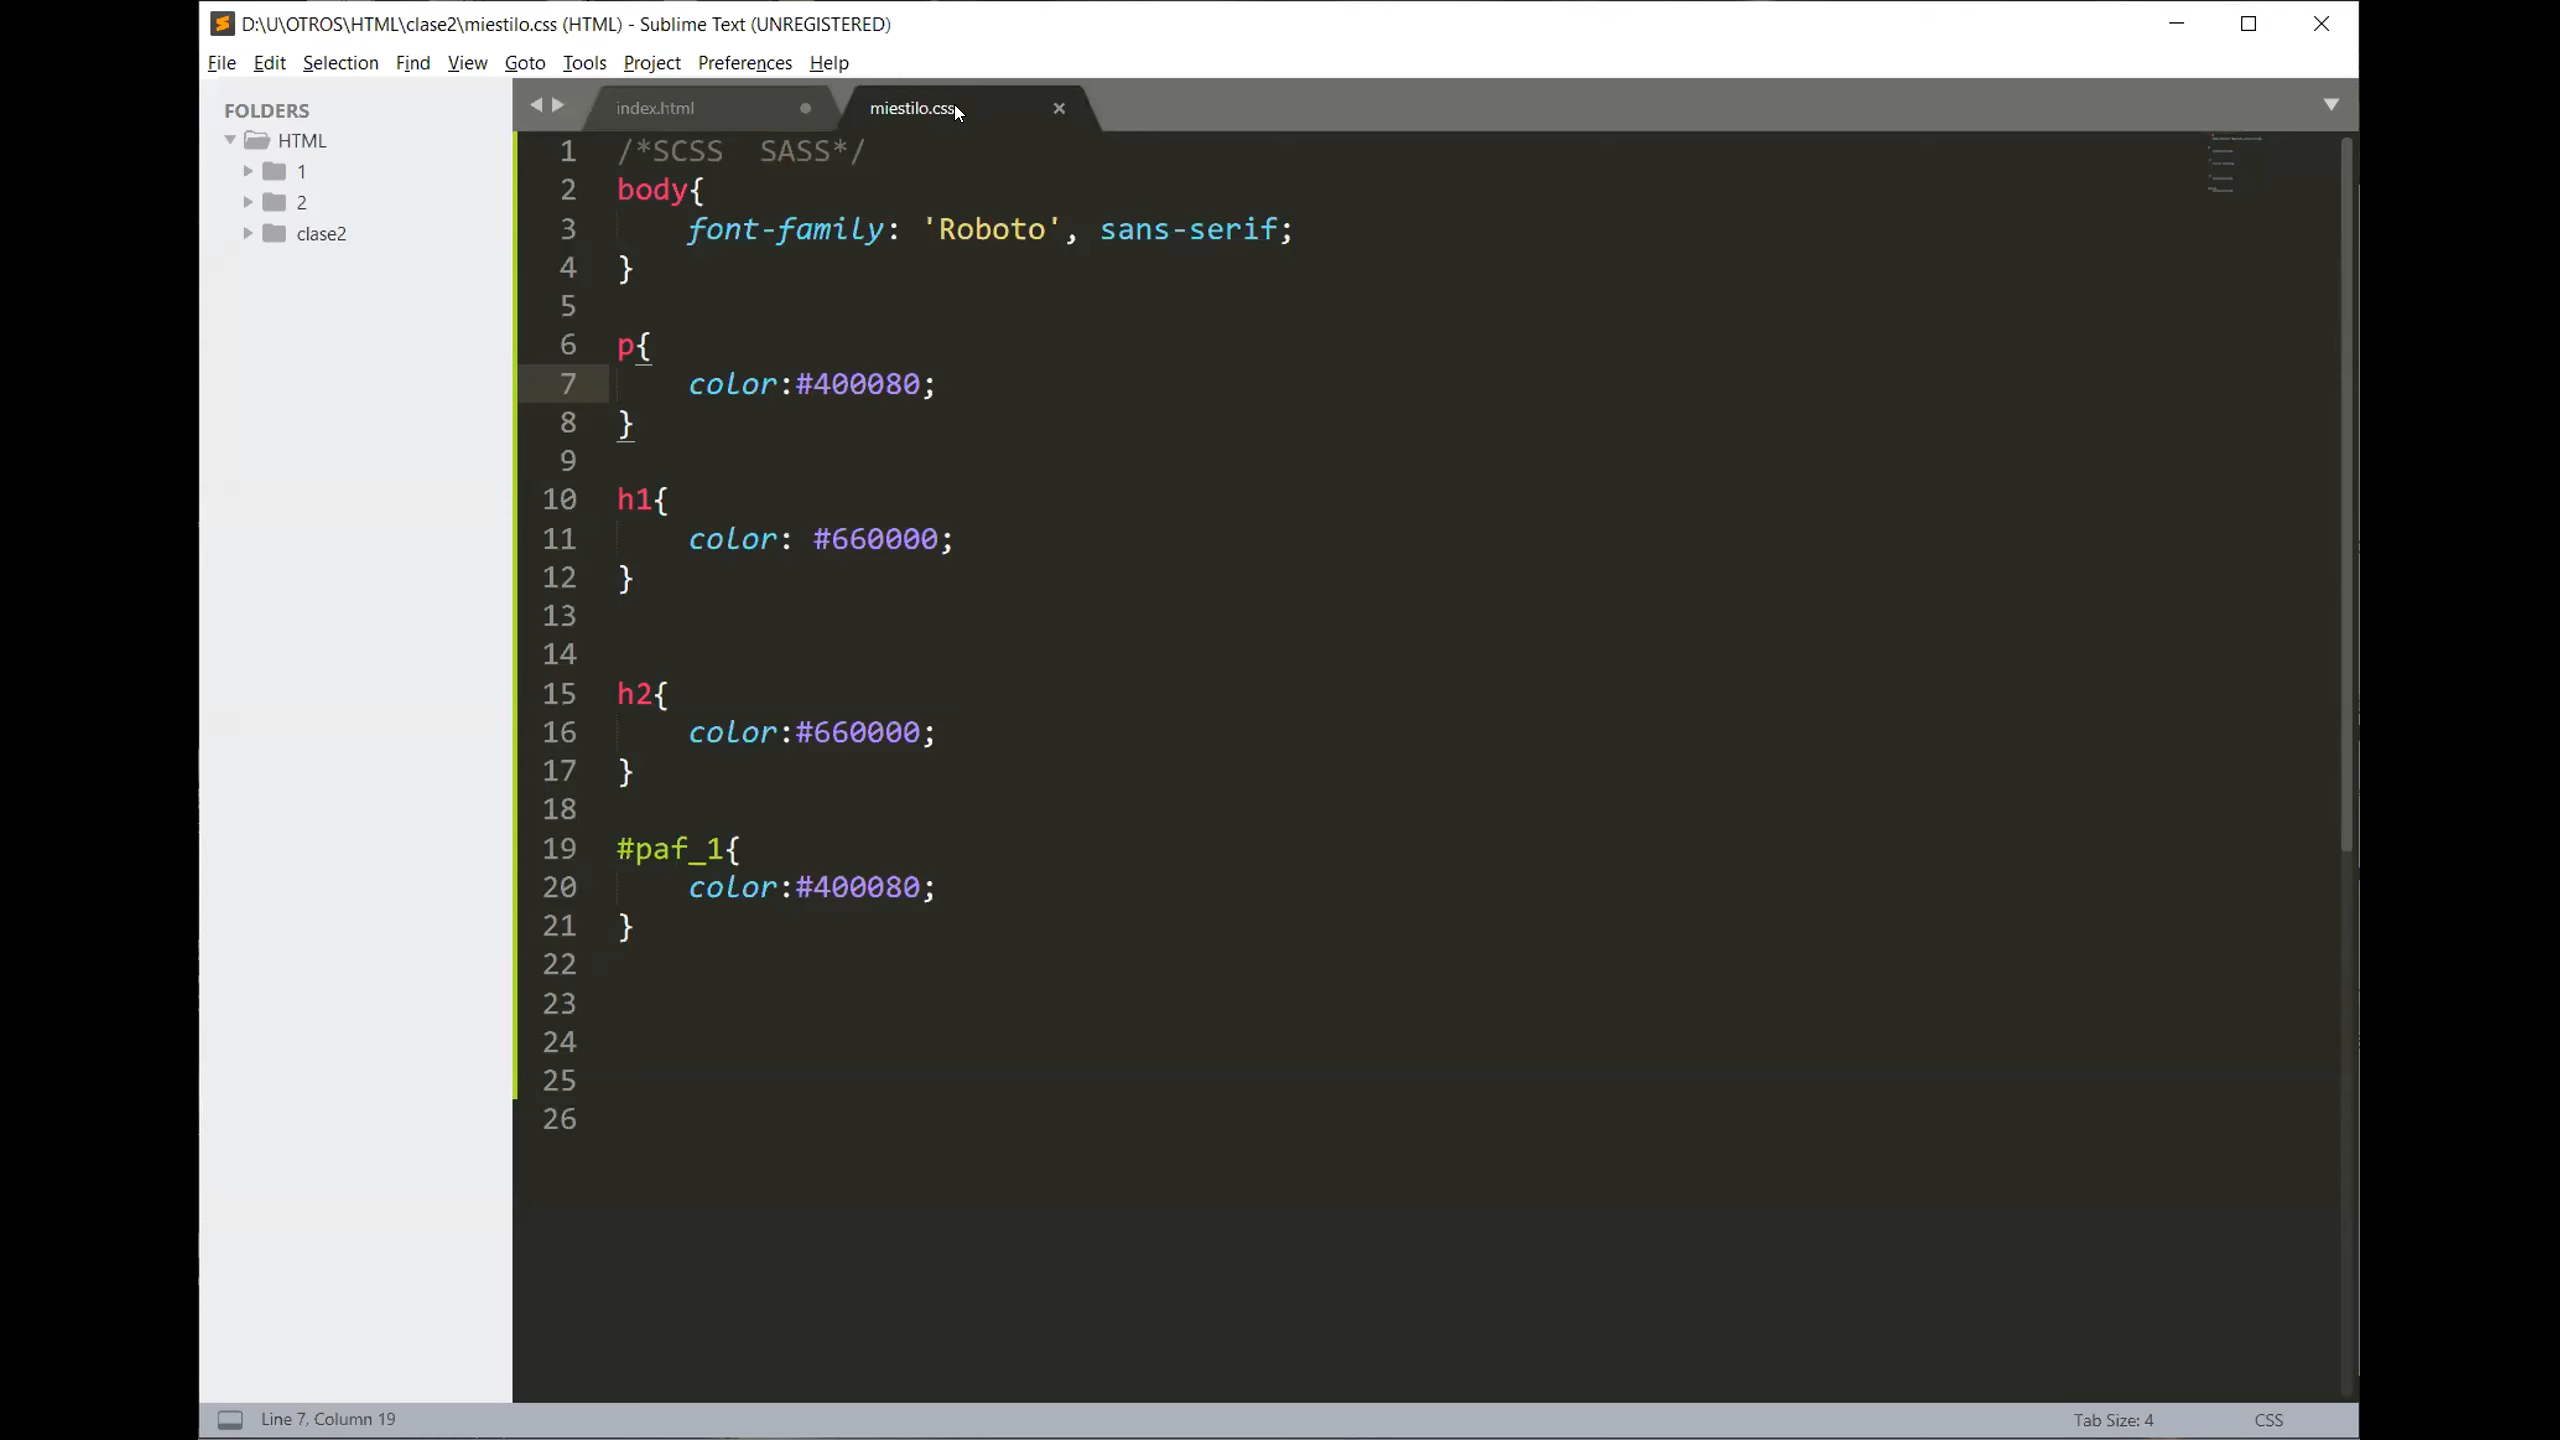 D:\U\OTROS\HTML\clase2\miestilo.css (HTML) - Sublime Text (UNREGISTERED)
File Edit Selection Find View Goto Tools Project Preferences Help
FOLDERS
HTML
1
2
clase2
index.html
miestilo.css
1 /*SCSS  SASS*/
2 body{
3     font-family: 'Roboto', sans-serif;
4 }
5
6 p{
7     color:#400080;
8 }
9
10 h1{
11     color: #660000;
12 }
13
14
15 h2{
16     color:#660000;
17 }
18
19 #paf_1{
20     color:#400080;
21 }
22
23
24
25
26
Line 7, Column 19
Tab Size: 4
CSS